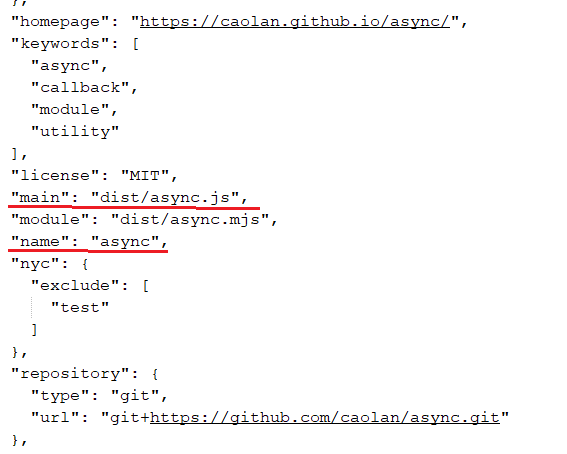 },
"homepage": "https://caolan.github.io/async/",
"keywords": [
"async",
"callback",
"module",
"utility"
],
"license": "MIT",
"main": "dist/async.js",
"module": "dist/async.mjs",
"name": "async",
"nyc": {
"exclude": [
"test"
]
},
"repository": {
"type": "git",
"url": "git+https://github.com/caolan/async.git"
},